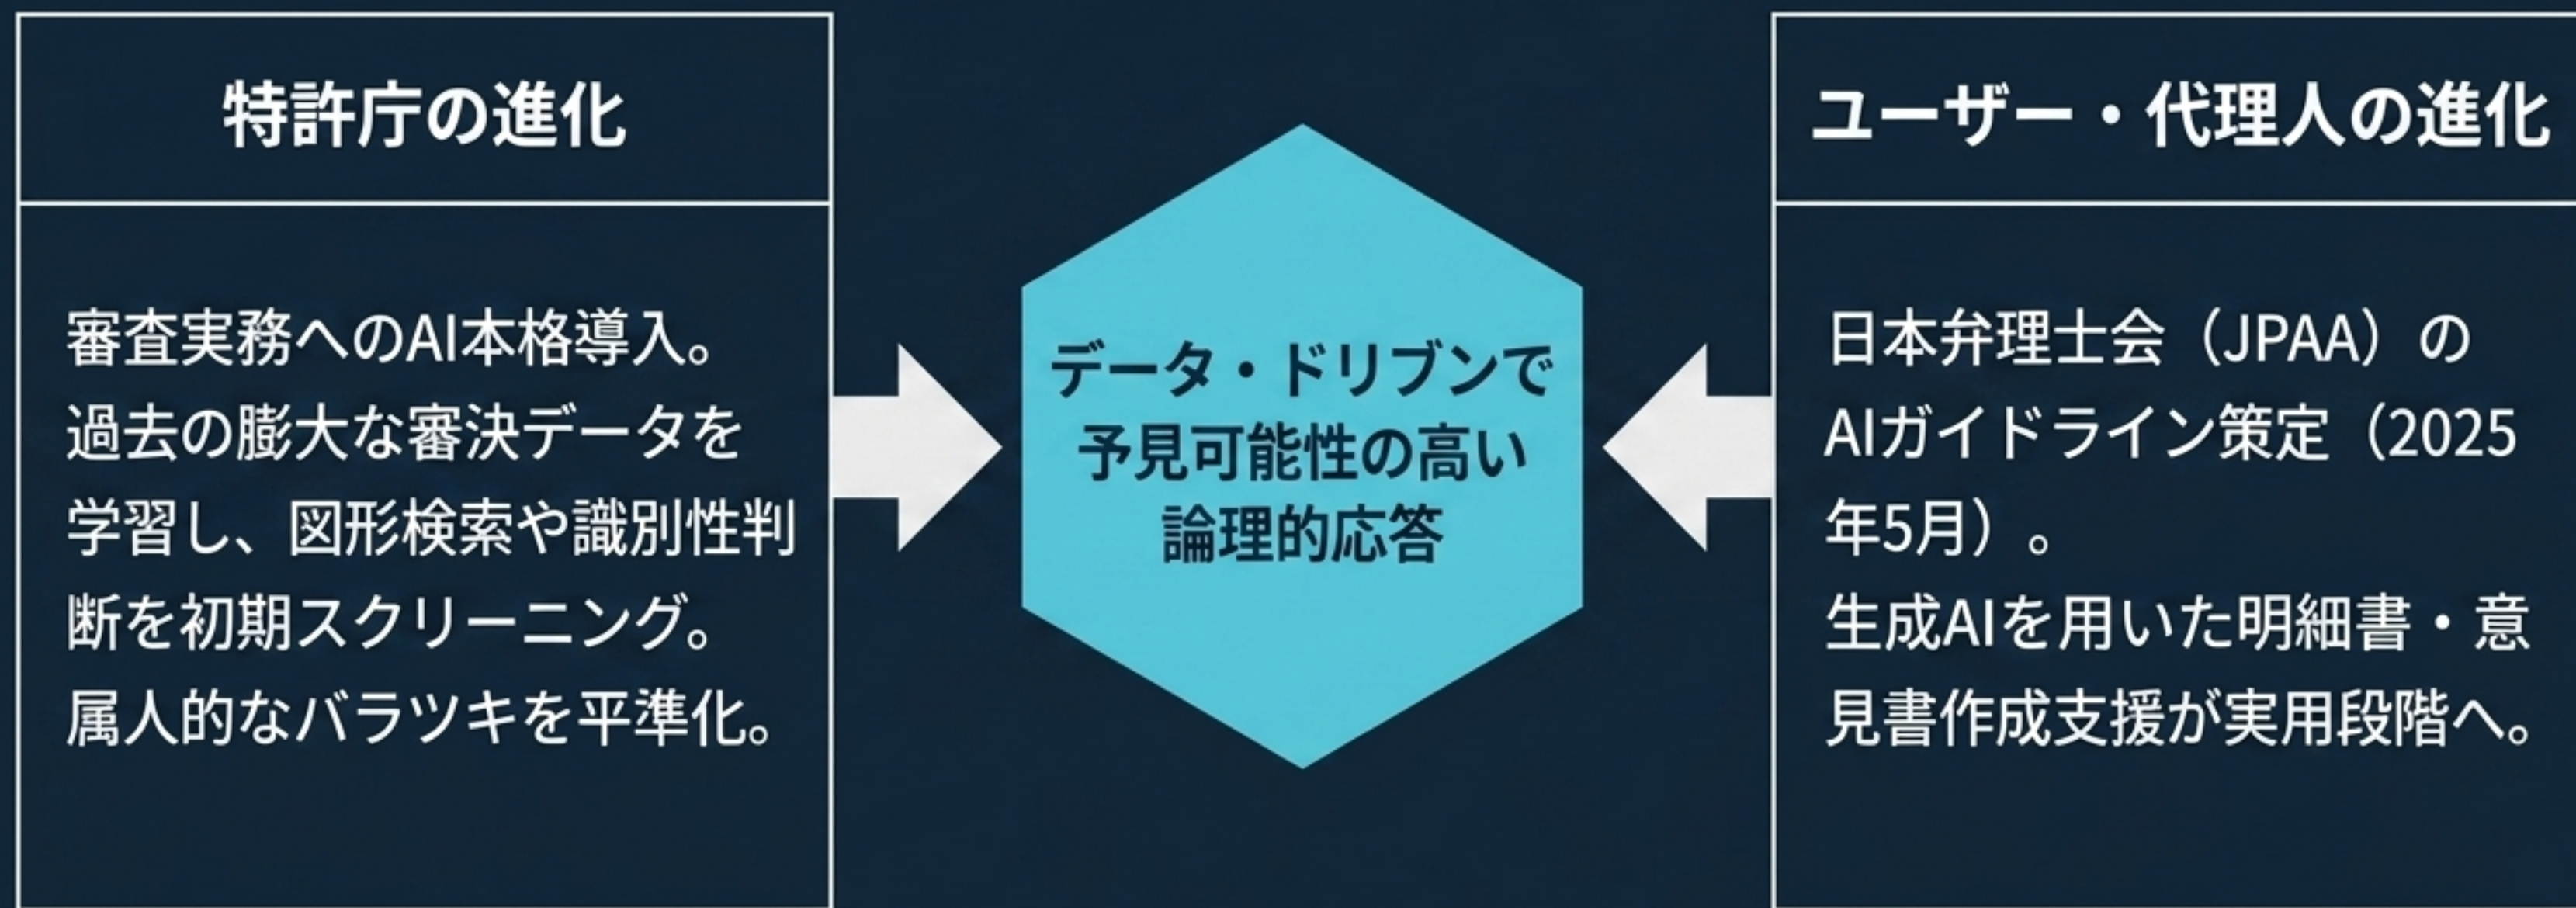 特許庁の進化
審査実務へのAI本格導入。
過去の膨大な審決データを
学習し、図形検索や識別性判
断を初期スクリーニング。
属人的なバラツキを平準化。
データ・ドリブンで
予見可能性の高い
論理的応答
ユーザー・代理人の進化
日本弁理士会（JPAA）の
AIガイドライン策定（2025
年5月）。
生成AIを用いた明細書・意
見書作成支援が実用段階へ。